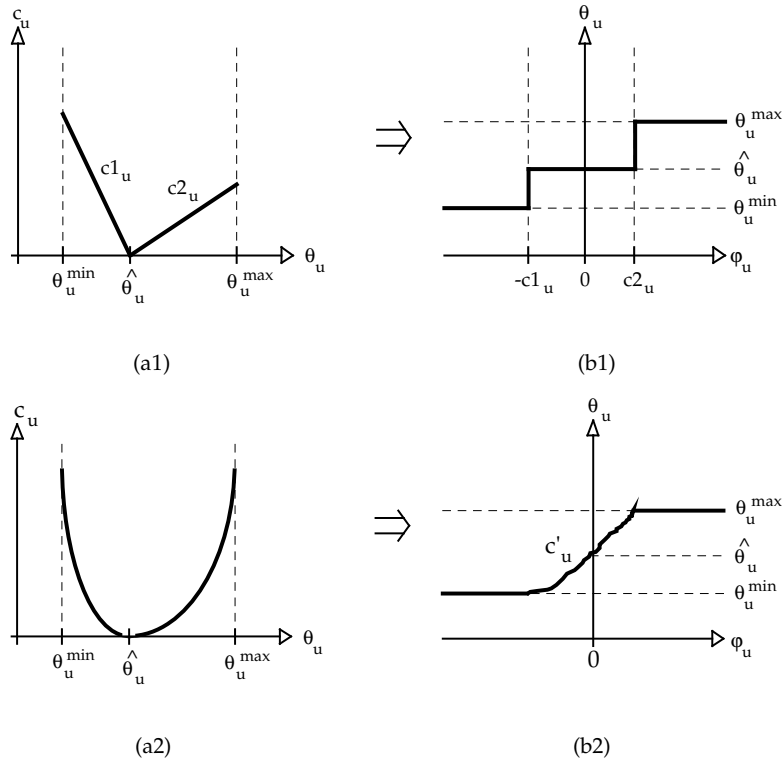 c_u
θ_u
c1_u
c2_u
θ_u^max
θ̂_u
θ_u^min
θ_u^min
θ̂_u
θ_u^max
θ_u
-c1_u
0
c2_u
φ_u
⇒
(a1)
(b1)
c_u
θ_u
⇒
c'_u
θ_u^max
θ̂_u
θ_u^min
θ_u^min
θ̂_u
θ_u^max
θ_u
0
φ_u
(a2)
(b2)